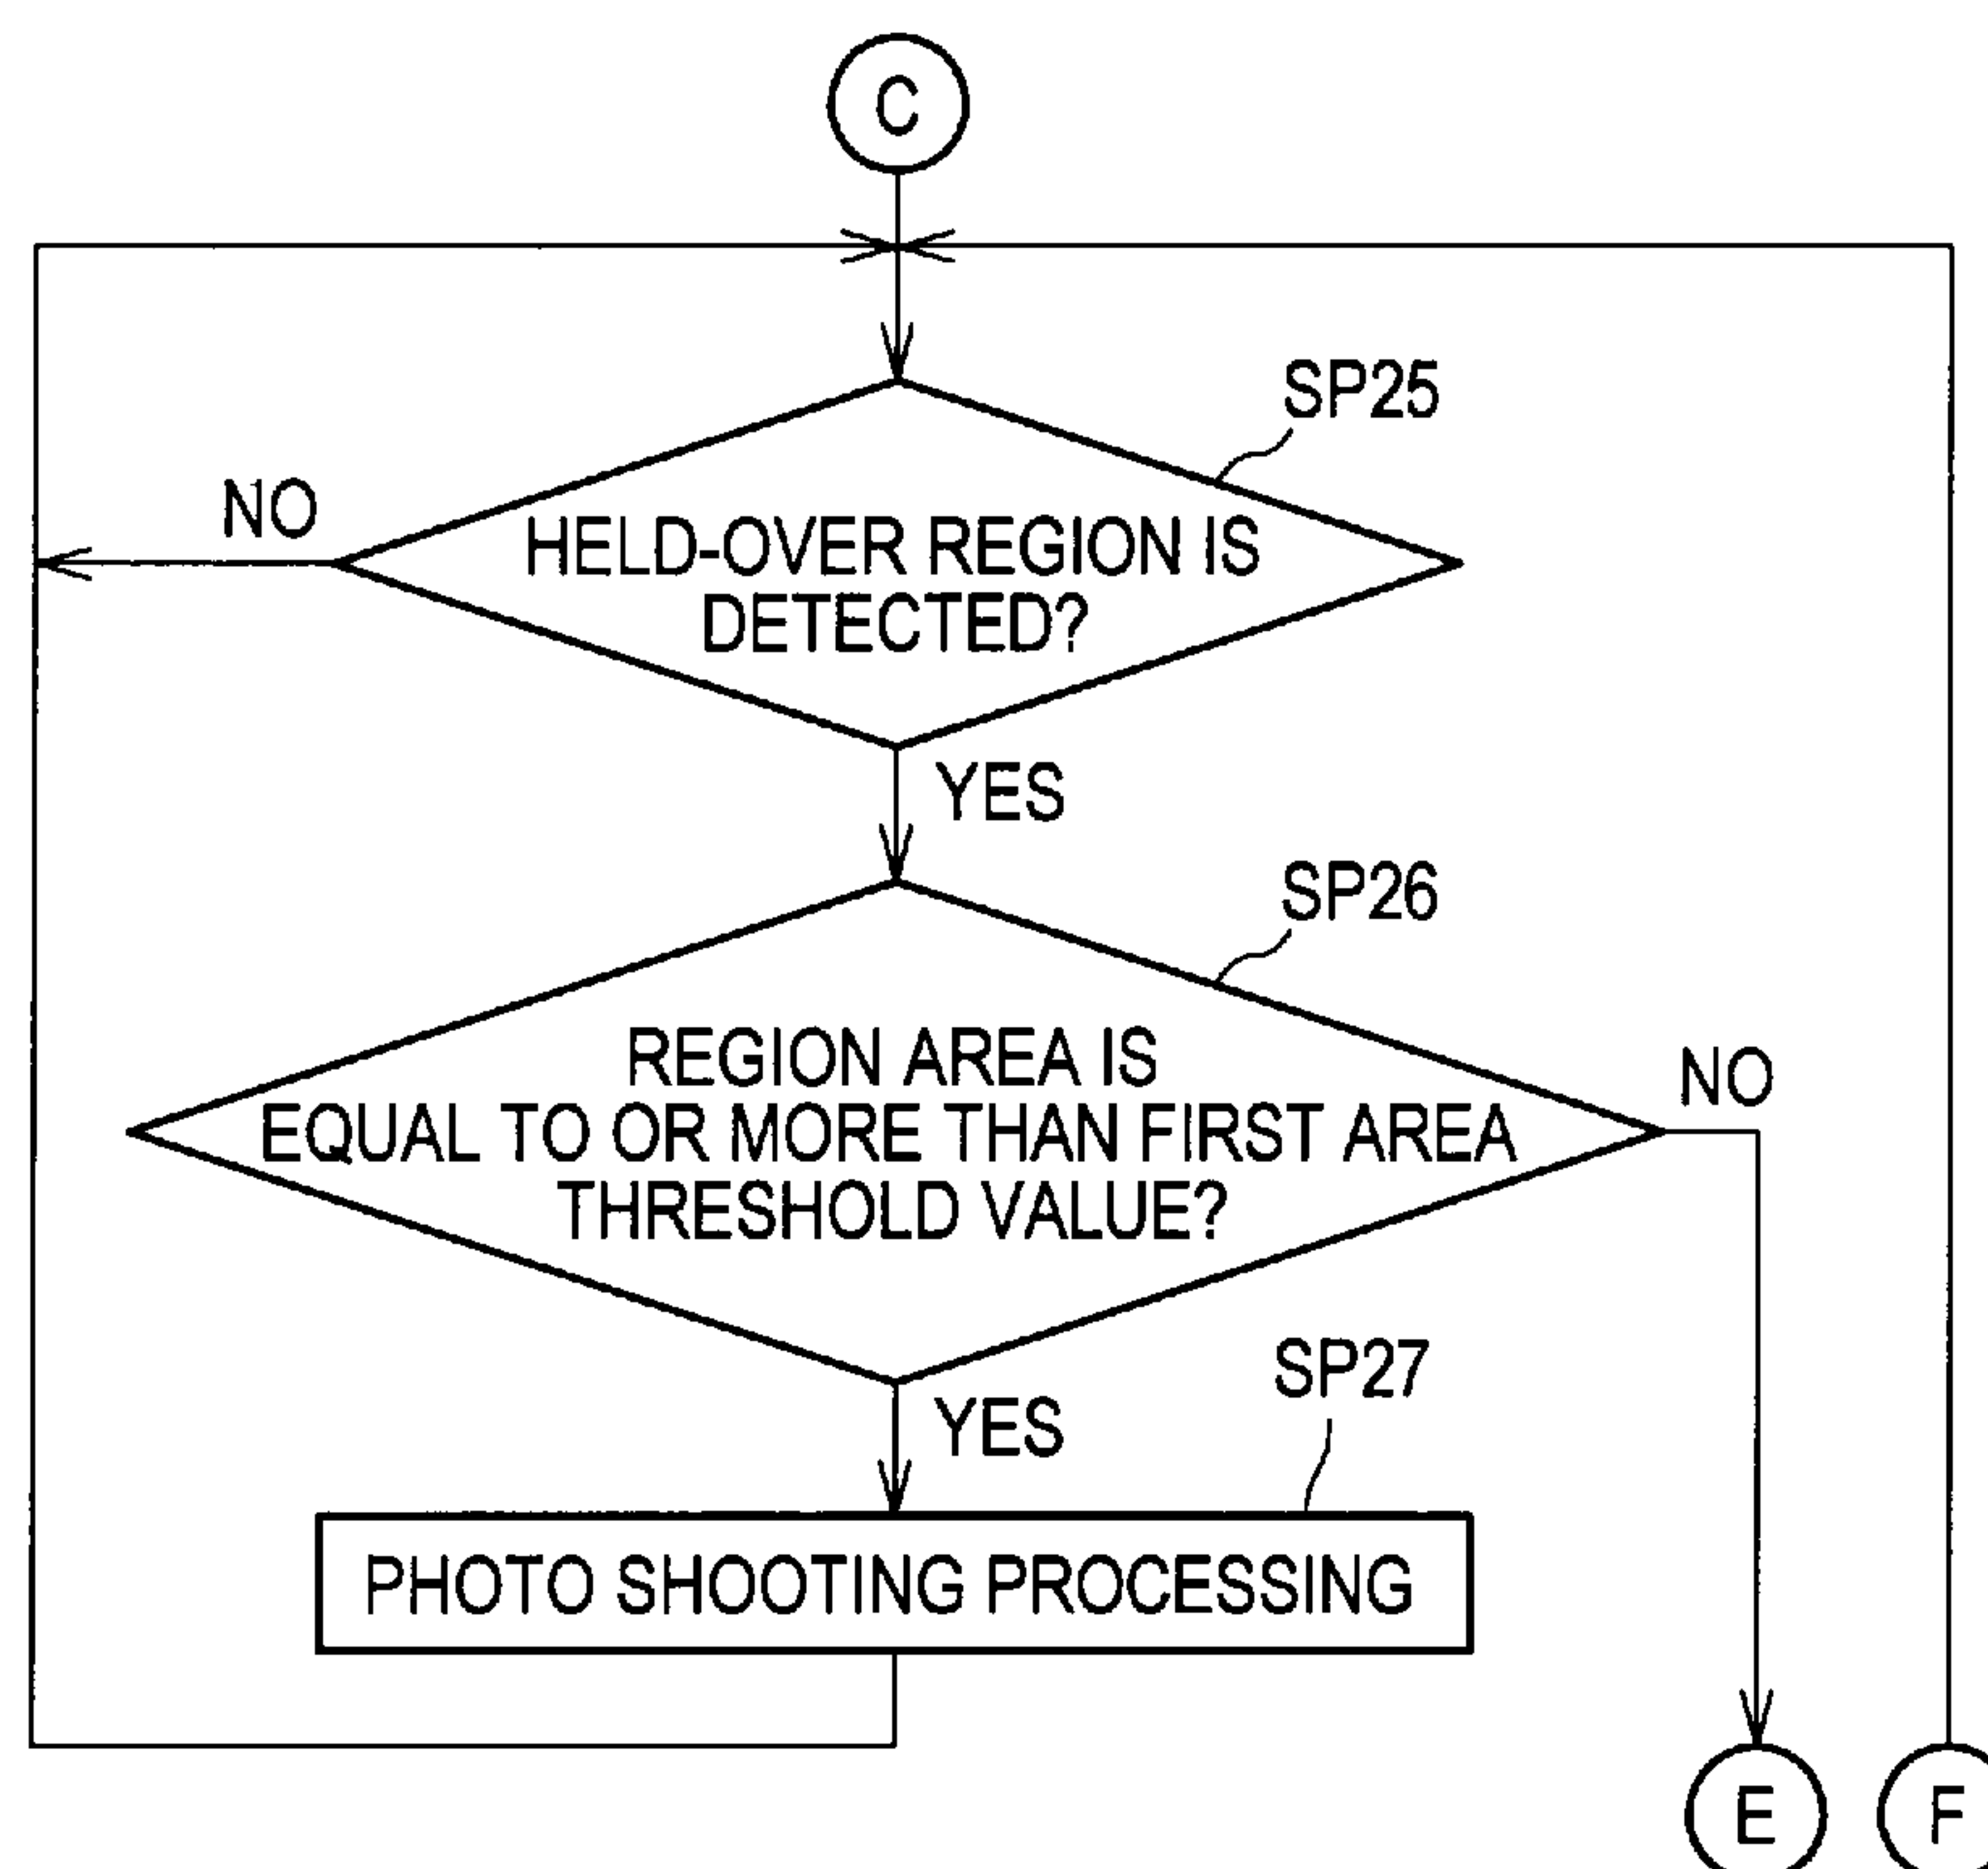 C
SP25
NO
HELD-OVER REGION IS
DETECTED?
YES
SP26
REGION AREA IS
EQUAL TO OR MORE THAN FIRST AREA
THRESHOLD VALUE?
NO
YES
SP27
PHOTO SHOOTING PROCESSING
E
F